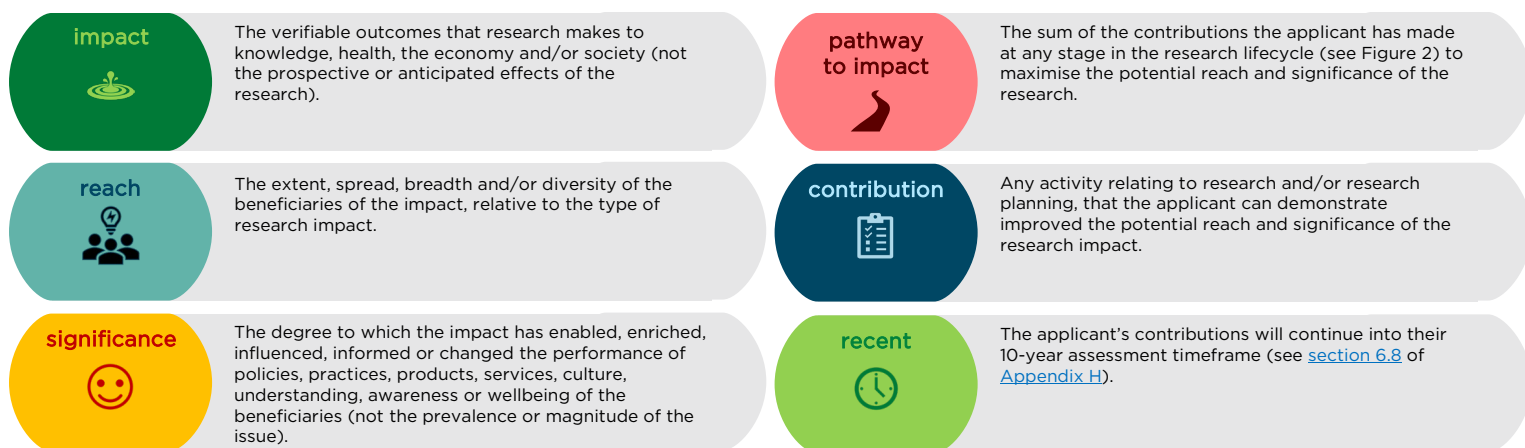 impact
The verifiable outcomes that research makes to
knowledge, health, the economy and/or society (not
the prospective or anticipated effects of the
research).
pathway
to impact
The sum of the contributions the applicant has made
at any stage in the research lifecycle (see Figure 2) to
maximise the potential reach and significance of the
research.
reach
The extent, spread, breadth and/or diversity of the
beneficiaries of the impact, relative to the type of
research impact.
contribution
Any activity relating to research and/or research
planning, that the applicant can demonstrate
improved the potential reach and significance of the
research impact.
significance
The degree to which the impact has enabled, enriched,
influenced, informed or changed the performance of
policies, practices, products, services, culture,
understanding, awareness or wellbeing of the
beneficiaries (not the prevalence or magnitude of the
issue).
recent
The applicant’s contributions will continue into their
10-year assessment timeframe (see section 6.8 of
Appendix H).